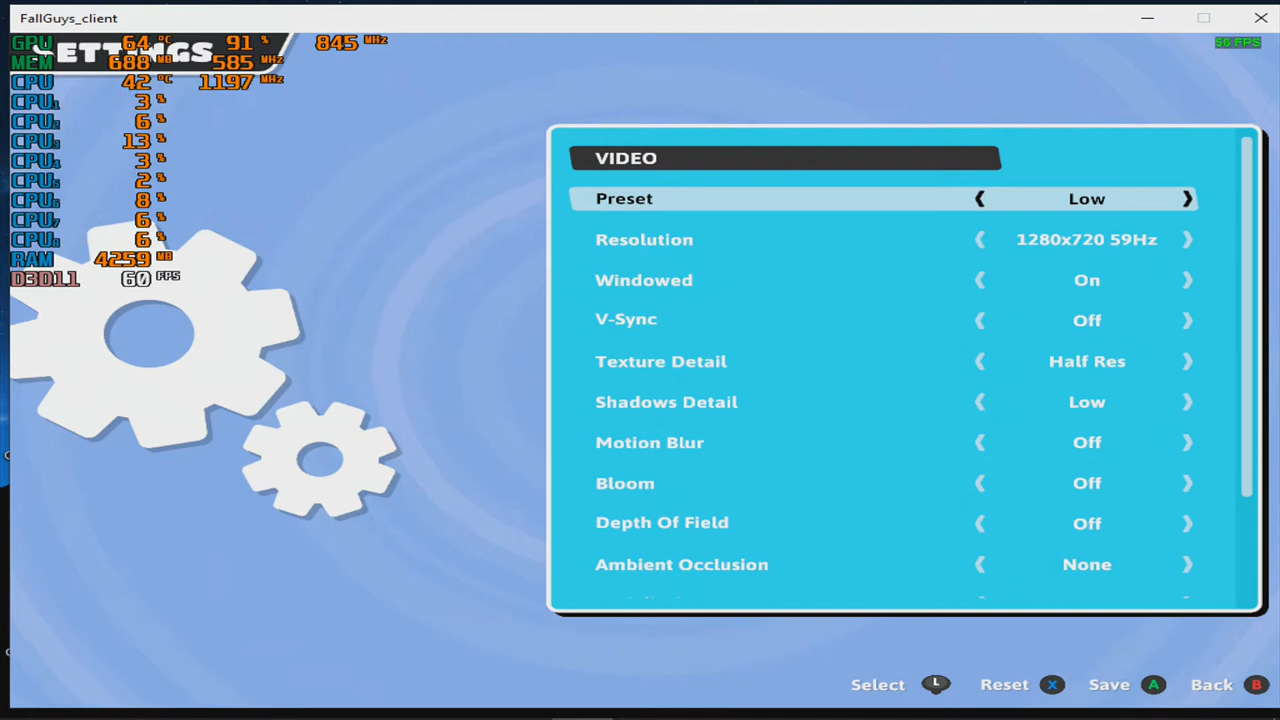 FallGuys_client
GPU 64 °C 91 % 845 MHz
SETTINGS
58 FPS
MEM 688 MB 585 MHz
CPU 42 °C 1197 MHz
CPU1 3 %
CPU2 6 %
CPU3 13 %
CPU4 3 %
CPU5 2 %
CPU6 8 %
CPU7 6 %
CPU8 6 %
RAM 4259 MB
D3D11 60 FPS
VIDEO
Preset Low
Resolution 1280x720 59Hz
Windowed On
V-Sync Off
Texture Detail Half Res
Shadows Detail Low
Motion Blur Off
Bloom Off
Depth Of Field Off
Ambient Occlusion None
Select L Reset X Save A Back B